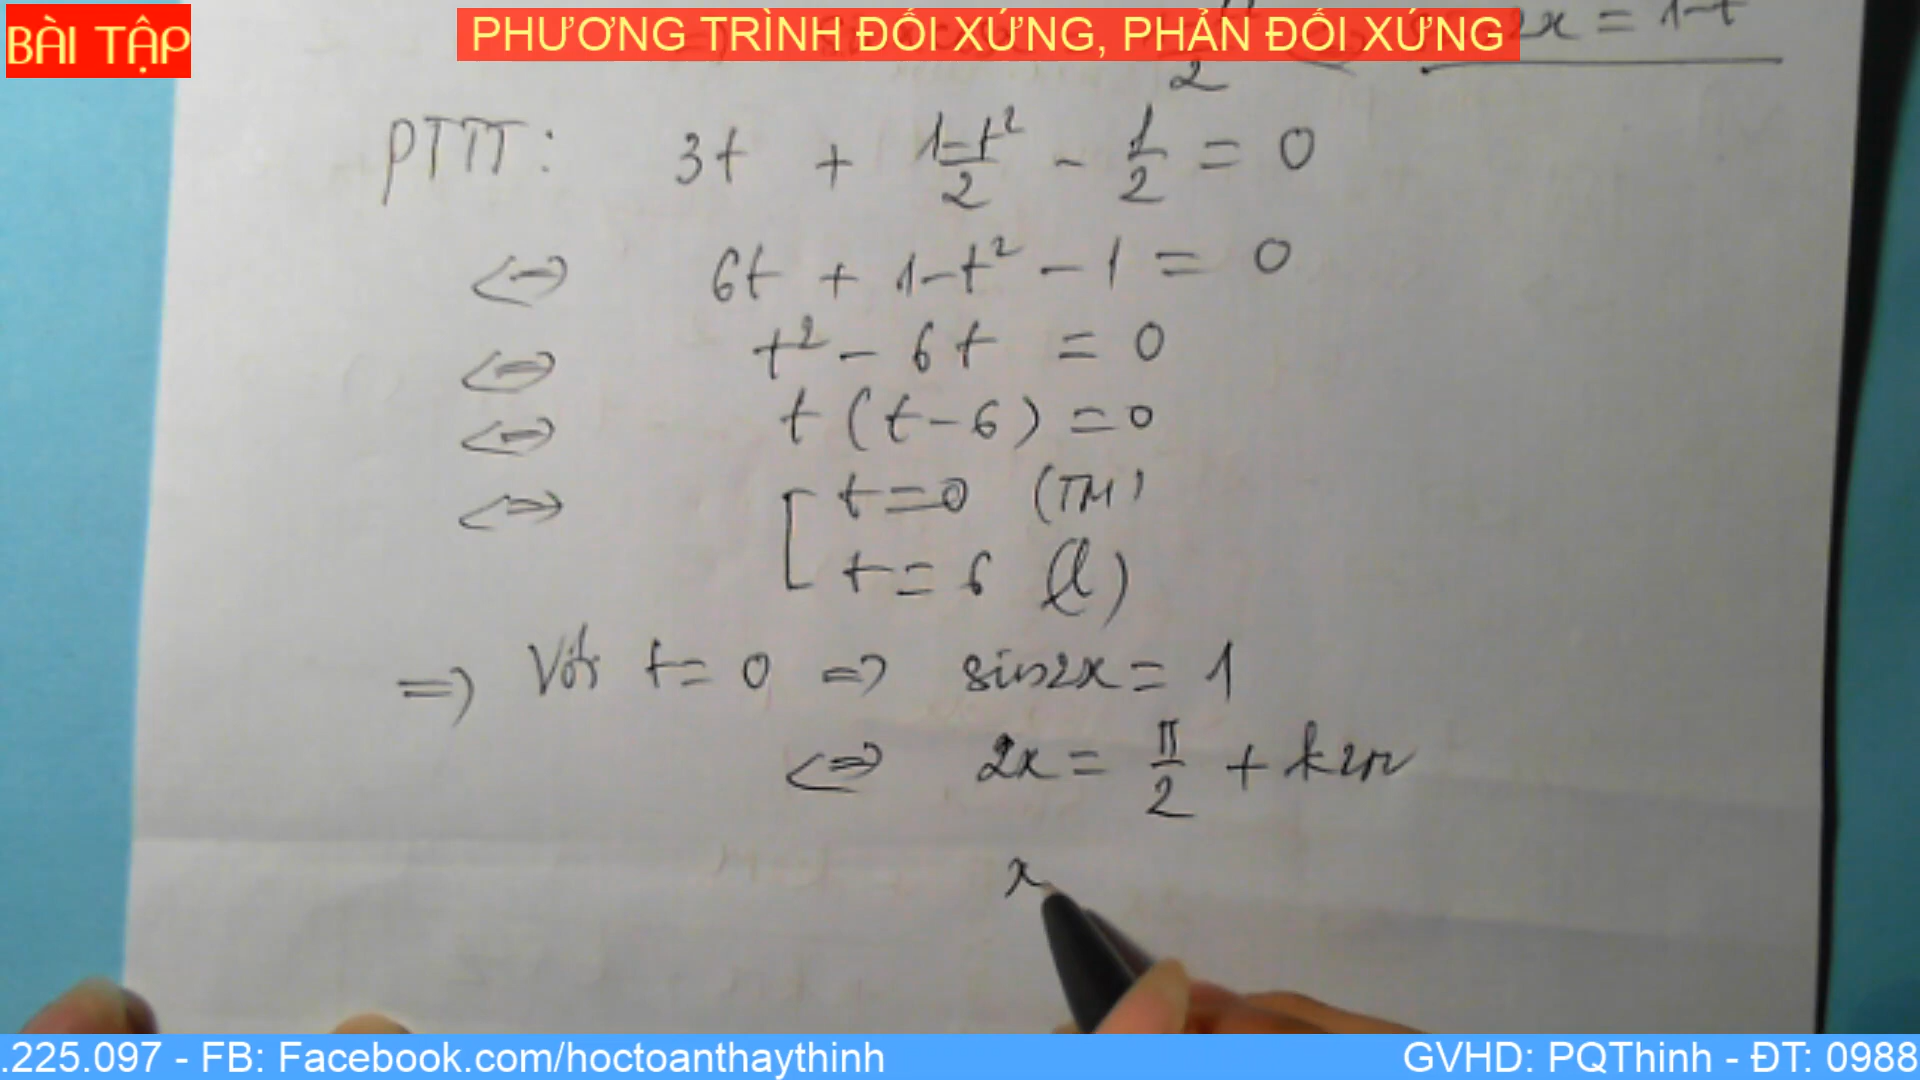 BÀI TẬP
PHƯƠNG TRÌNH ĐỐI XỨNG, PHẢN ĐỐI XỨNG
2
2x = 1-t
PTTT: 3t + (1-t²)/2 - 1/2 = 0
<=> 6t + 1-t² - 1 = 0
<=> t² - 6t = 0
<=> t (t-6) = 0
<=> [ t=0 (TM)
t = 6 (l)
=> Với t = 0 => sin2x = 1
<=> 2x = π/2 + k2π
x
.225.097 - FB: Facebook.com/hoctoanthaythinh
GVHD: PQThinh - ĐT: 0988